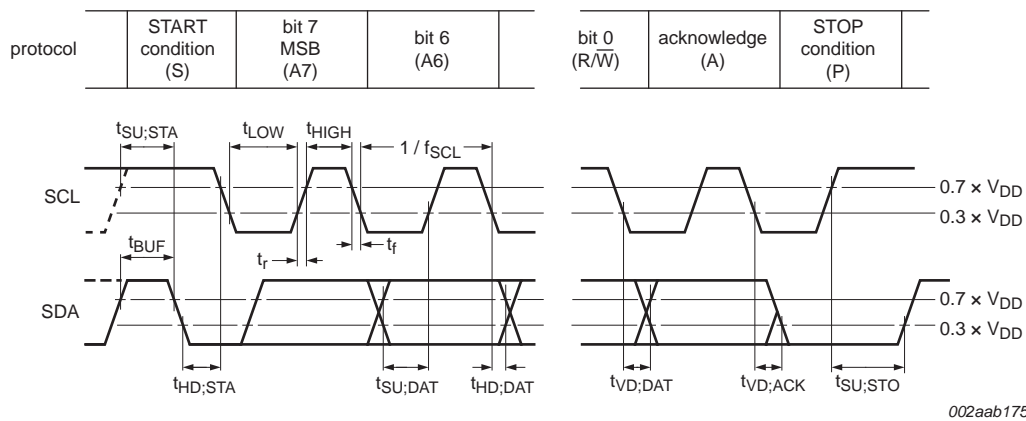 protocol
START
condition
(S)
bit 7
MSB
(A7)
bit 6
(A6)
bit 0
(R/W̅)
acknowledge
(A)
STOP
condition
(P)
tSU;STA
tLOW
tHIGH
1 / fSCL
SCL
0.7 × VDD
0.3 × VDD
tBUF
tr
tf
SDA
0.7 × VDD
0.3 × VDD
tHD;STA
tSU;DAT
tHD;DAT
tVD;DAT
tVD;ACK
tSU;STO
002aab175